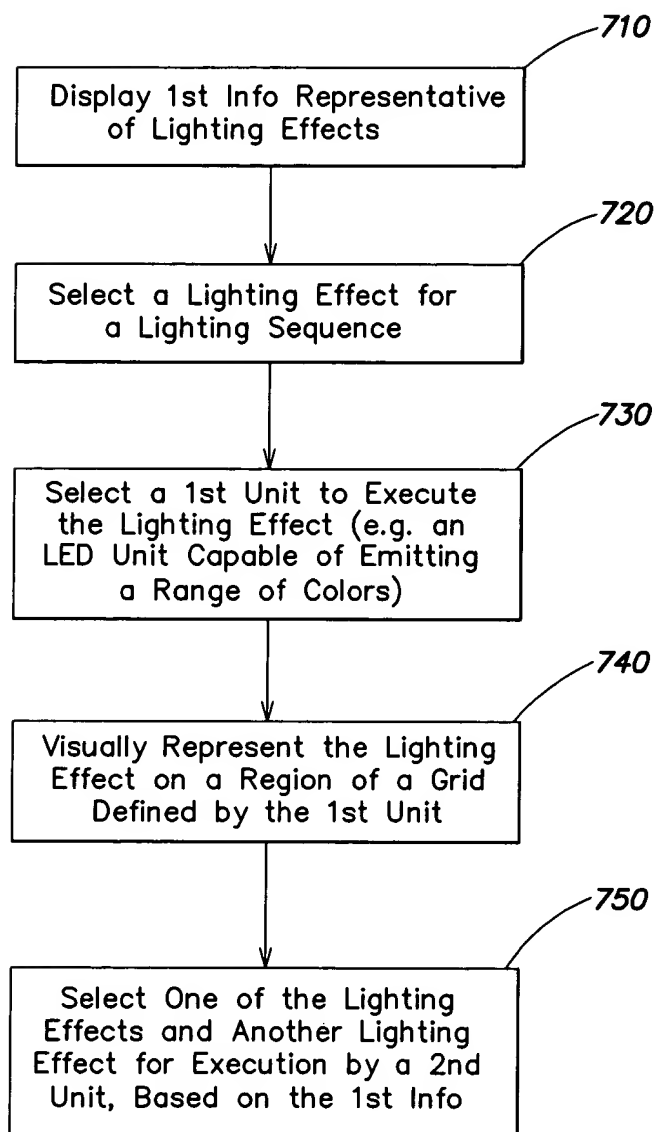 710
Display 1st Info Representative
of Lighting Effects
720
Select a Lighting Effect for
a Lighting Sequence
730
Select a 1st Unit to Execute
the Lighting Effect (e.g. an
LED Unit Capable of Emitting
a Range of Colors)
740
Visually Represent the Lighting
Effect on a Region of a Grid
Defined by the 1st Unit
750
Select One of the Lighting
Effects and Another Lighting
Effect for Execution by a 2nd
Unit, Based on the 1st Info